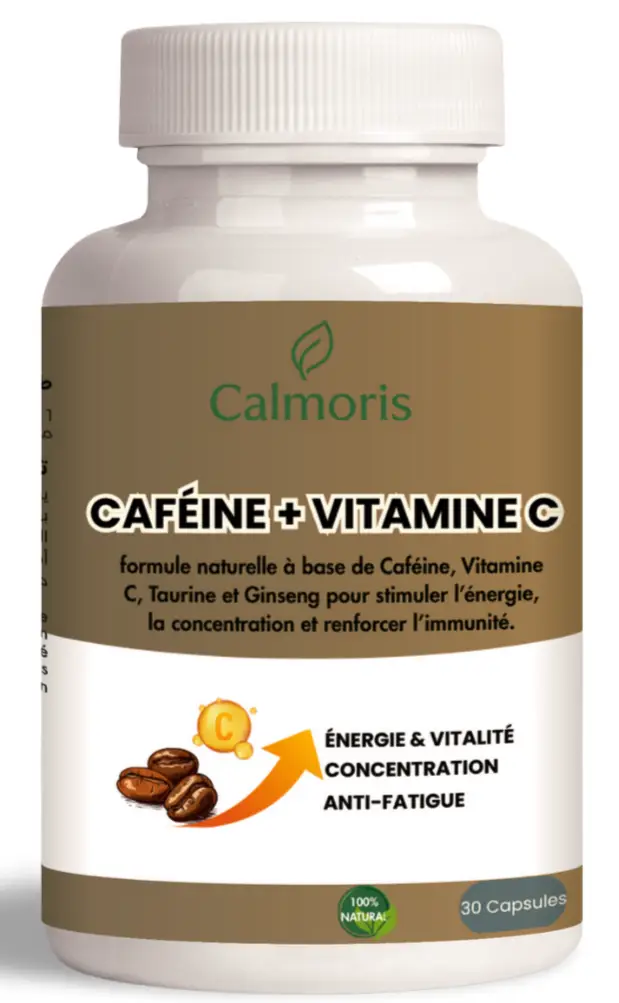 Calmoris
CAFÉINE + VITAMINE C
formule naturelle à base de Caféine, Vitamine
C, Taurine et Ginseng pour stimuler l'énergie,
la concentration et renforcer l'immunité.
C
ÉNERGIE & VITALITÉ
CONCENTRATION
ANTI-FATIGUE
100%
NATURAL
30 Capsules